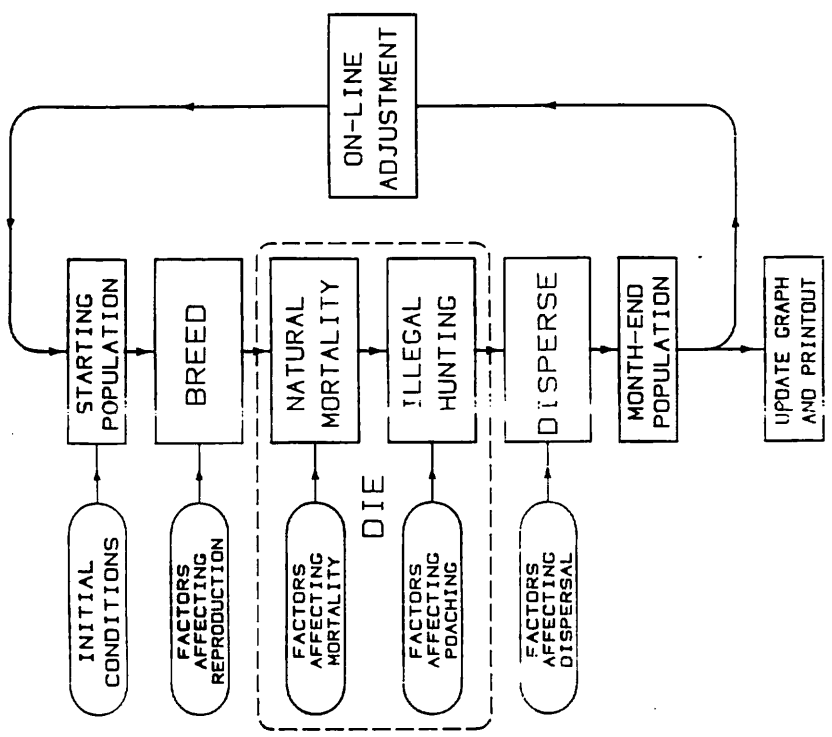 INITIAL
CONDITIONS
STARTING
POPULATION
FACTORS
AFFECTING
REPRODUCTION
BREED
DIE
FACTORS
AFFECTING
MORTALITY
NATURAL
MORTALITY
FACTORS
AFFECTING
POACHING
ILLEGAL
HUNTING
FACTORS
AFFECTING
DISPERSAL
DISPERSE
MONTH-END
POPULATION
UPDATE GRAPH
AND PRINTOUT
ON-LINE
ADJUSTMENT